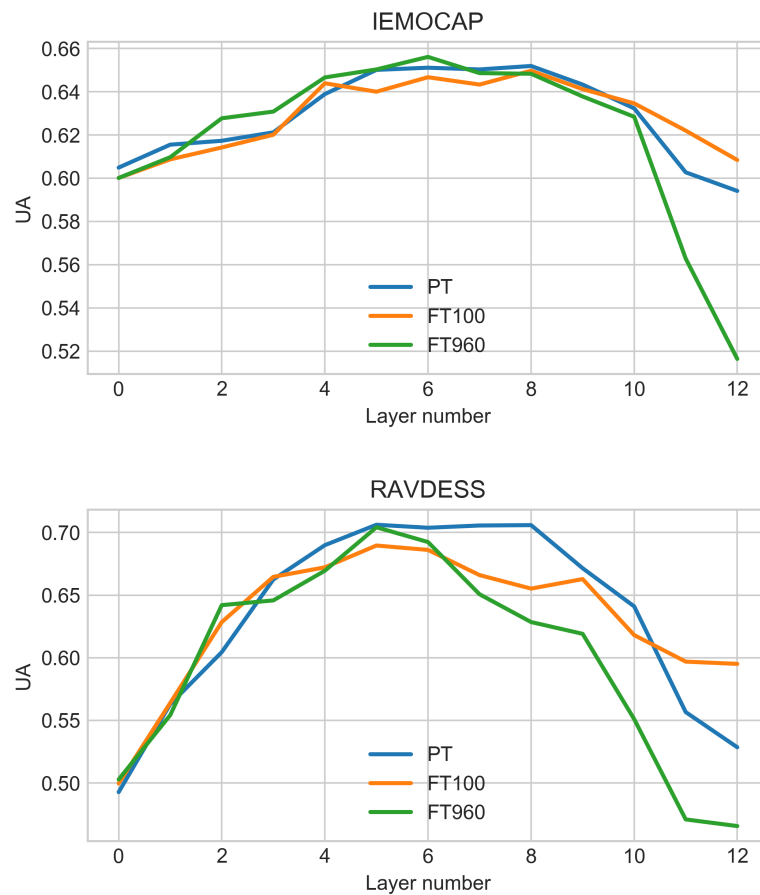 IEMOCAP
0.66
0.64
0.62
0.60
0.58
0.56
0.54
0.52
UA
PT
FT100
FT960
0 2 4 6 8 10 12
Layer number
RAVDESS
0.70
0.65
0.60
0.55
0.50
UA
PT
FT100
FT960
0 2 4 6 8 10 12
Layer number